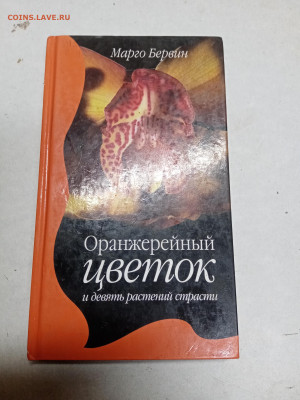 COINS.LAVE.RU
Марго Бервин
Оранжерейный
цветок
и девять растений страсти